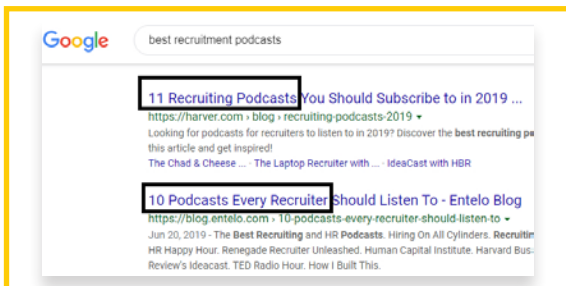 Google
best recruitment podcasts
11 Recruiting Podcasts You Should Subscribe to in 2019 ...
https://harver.com › blog › recruiting-podcasts-2019
Looking for podcasts for recruiters to listen to in 2019? Discover the best recruiting
this article and get inspired!
The Chad & Cheese ... · The Laptop Recruiter with ... · IdeaCast with HBR
10 Podcasts Every Recruiter Should Listen To - Entelo Blog
https://blog.entelo.com › 10-podcasts-every-recruiter-should-listen-to
Jun 20, 2019 - The Best Recruiting and HR Podcasts. Hiring On All Cylinders.
HR Happy Hour. Renegade Recruiter Unleashed. Human Capital Institute. Harvard
Review's Ideacast. TED Radio Hour. How I Built This.